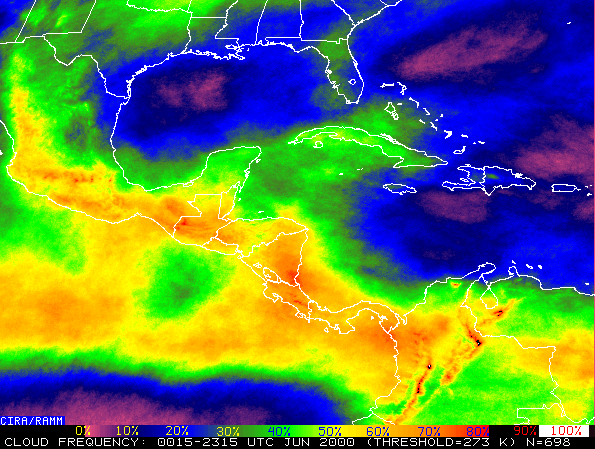 CIRA/RAMM
0% 10% 20% 30% 40% 50% 60% 70% 80% 90% 100%
CLOUD FREQUENCY: 0015-2315 UTC JUN 2000 (THRESHOLD=273 K) N=698